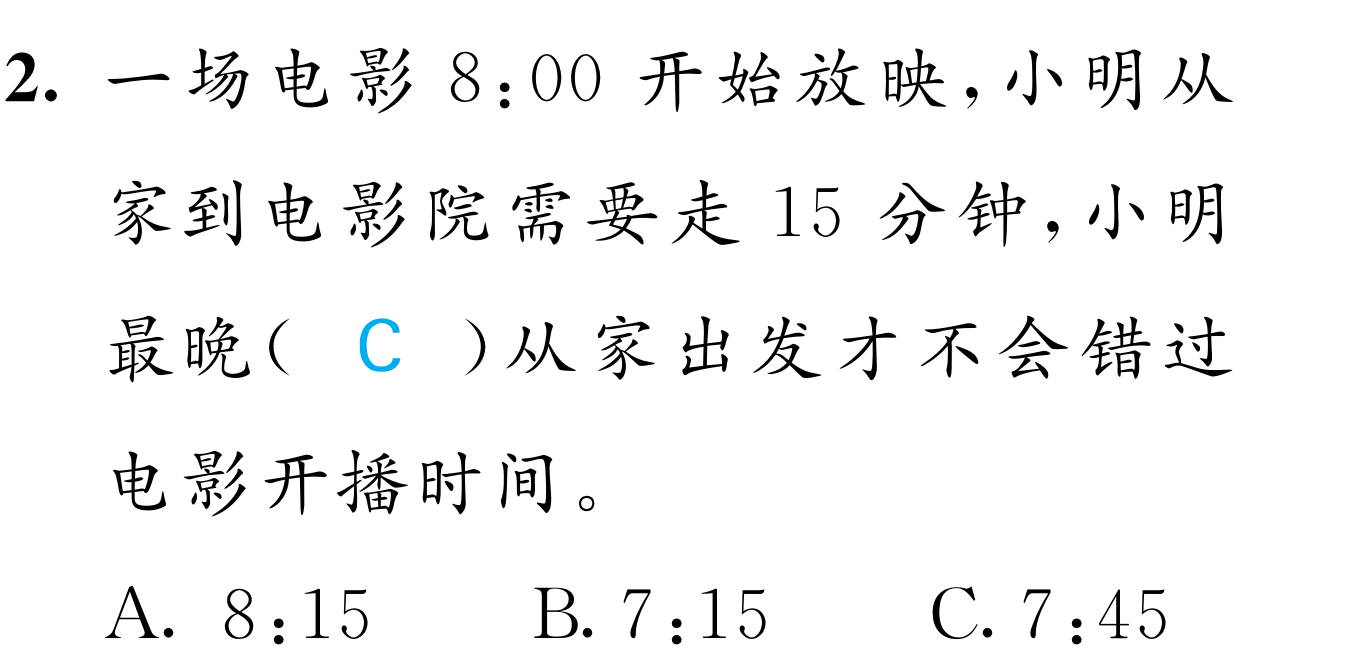 2. 一场电影 8:00 开始放映,小明从
家到电影院需要走 15 分钟,小明
最晚( C )从家出发才不会错过
电影开播时间。
A. 8:15 B. 7:15 C. 7:45